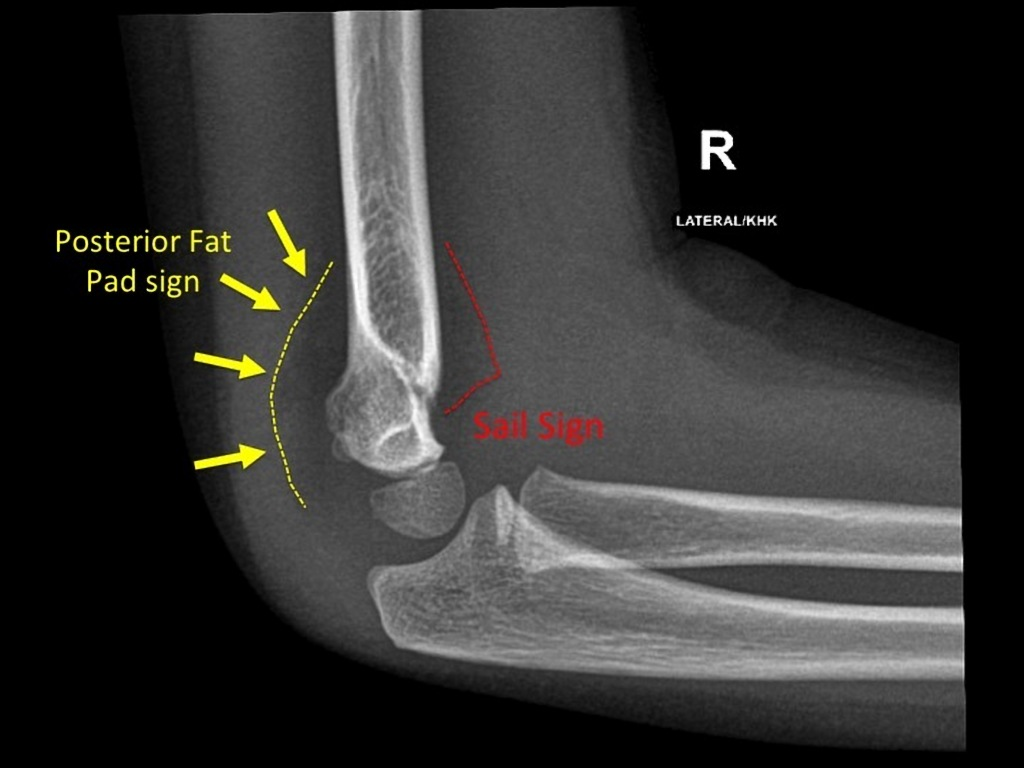 R
LATERAL/KHK
Posterior Fat
Pad sign
Sail Sign